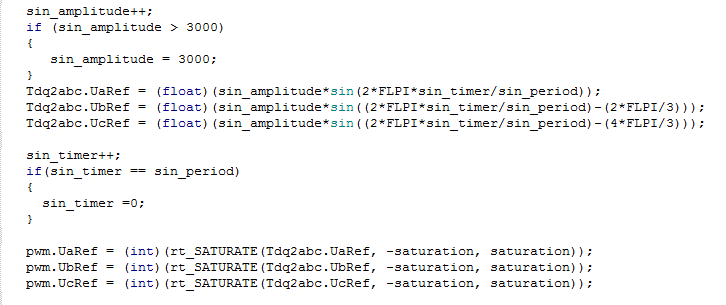 sin_amplitude++;
if (sin_amplitude > 3000)
{
sin_amplitude = 3000;
}
Tdq2abc.UaRef = (float)(sin_amplitude*sin(2*FLPI*sin_timer/sin_period));
Tdq2abc.UbRef = (float)(sin_amplitude*sin((2*FLPI*sin_timer/sin_period)-(2*FLPI/3)));
Tdq2abc.UcRef = (float)(sin_amplitude*sin((2*FLPI*sin_timer/sin_period)-(4*FLPI/3)));
sin_timer++;
if(sin_timer == sin_period)
{
sin_timer =0;
}
pwm.UaRef = (int)(rt_SATURATE(Tdq2abc.UaRef, -saturation, saturation));
pwm.UbRef = (int)(rt_SATURATE(Tdq2abc.UbRef, -saturation, saturation));
pwm.UcRef = (int)(rt_SATURATE(Tdq2abc.UcRef, -saturation, saturation));